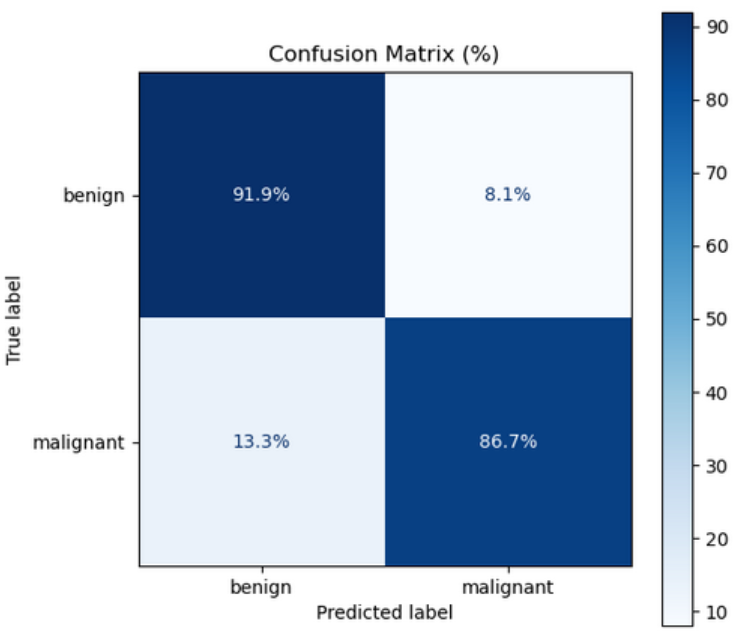 Confusion Matrix (%)
90
80
70
60
50
40
30
20
10
True label
benign
91.9%
8.1%
malignant
13.3%
86.7%
benign
malignant
Predicted label